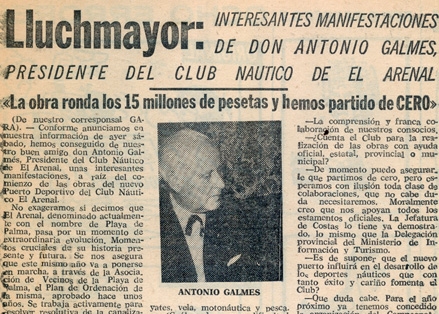 Lluchmayor: INTERESANTES MANIFESTACIONES
DE DON ANTONIO GALMES,
PRESIDENTE DEL CLUB NAUTICO DE EL ARENAL
«La obra ronda los 15 millones de pesetas y hemos partido de CERO»
(De nuestro corresponsal GA-
RA). — Conforme anunciamos en
nuestra información de ayer sá-
bado, hemos conseguido de nues-
tro buen amigo don Antonio Gal-
més, Presidente del Club Náutico
de El Arenal, unas interesantes
manifestaciones, a raíz del co-
mienzo de las obras del nuevo
Puerto Deportivo del Club Náuti-
co El Arenal.
No exageramos si decimos que
El Arenal, denominado actualmen-
te con el nombre de Playa de
Palma, pasa por un momento de
extraordinaria evolución. Momen-
tos cruciales de su historia pre-
sente y futura. Se nos asegura
que este mismo año va a ponerse
en marcha, a través de la Asocia-
ción de Vecinos de la Playa de
Palma, el Plan de Ordenación de
la misma, aprobado hace unos
años. Se trabaja activamente para
ANTONIO GALMES
yates, vela, motonáutica y pesca.
—La comprensión y franca co-
laboración de nuestros consocios.
—¿Cuenta el Club para la rea-
lización de las obras con ayuda
oficial, estatal, provincial o muni-
cipal?
—De momento puedo asegurar-
le que partimos de cero, pero es-
peramos con ilusión toda clase de
colaboraciones, que no cabe duda
necesitaremos. Moralmente creo
que nos apoyan todos los
estamentos oficiales. La Jefatura
de Costas lo tiene ya demostra-
do, lo mismo que la Delegación
provincial del Ministerio de In-
formación y Turismo.
—Es de suponer que el nuevo
puerto influirá en el desarrollo de
los deportes náuticos que con
tanto éxito y cariño fomenta el
Club!
—Que duda cabe. Para el año
próximo ya tenemos concedido